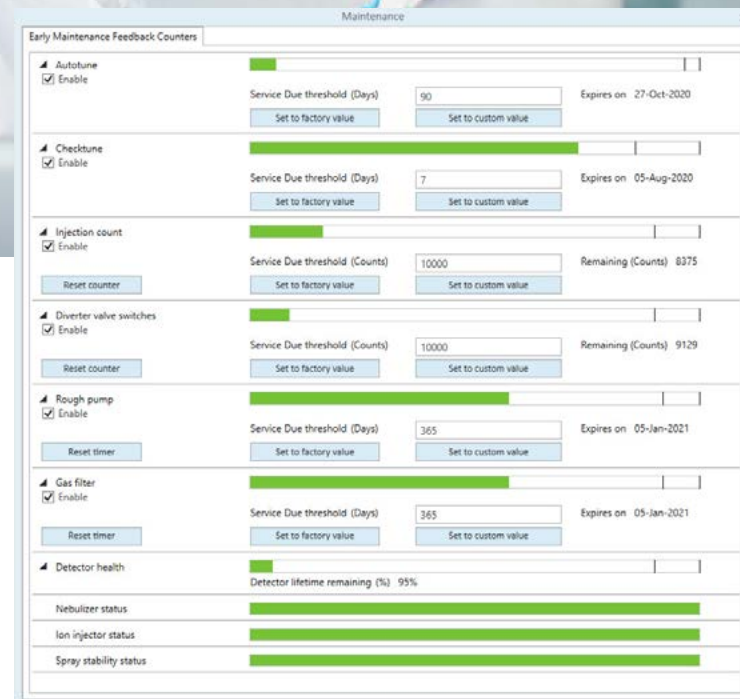 Maintenance
Early Maintenance Feedback Counters
Autotune
Enable
Service Due threshold (Days) 90 Expires on 27-Oct-2020
Set to factory value Set to custom value
Checktune
Enable
Service Due threshold (Days) 7 Expires on 05-Aug-2020
Set to factory value Set to custom value
Injection count
Enable
Service Due threshold (Counts) 10000 Remaining (Counts) 8375
Reset counter Set to factory value Set to custom value
Diverter valve switches
Enable
Service Due threshold (Counts) 10000 Remaining (Counts) 9129
Reset counter Set to factory value Set to custom value
Rough pump
Enable
Service Due threshold (Days) 365 Expires on 05-Jan-2021
Reset timer Set to factory value Set to custom value
Gas filter
Enable
Service Due threshold (Days) 365 Expires on 05-Jan-2021
Reset timer Set to factory value Set to custom value
Detector health
Detector lifetime remaining (%) 95%
Nebulizer status
Ion injector status
Spray stability status